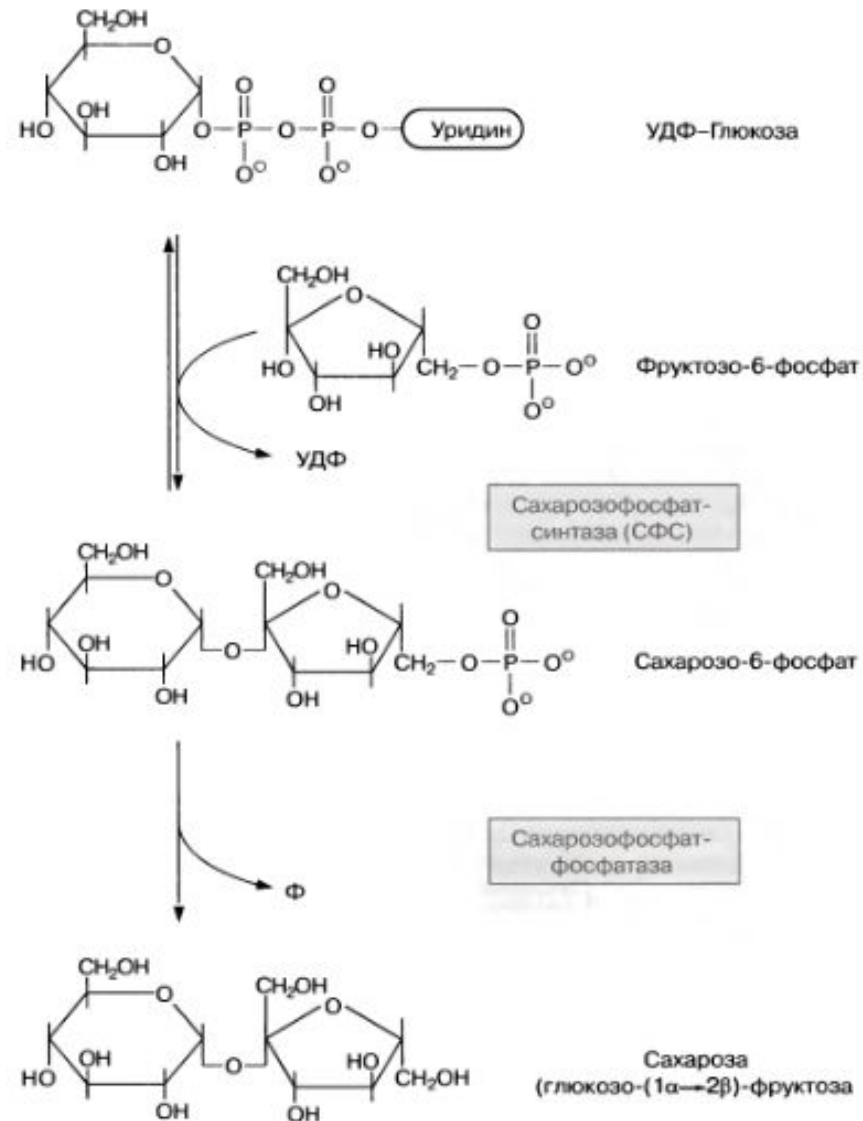 CH₂OH
O
OH
HO
OH
O—P—O—P—O—
O
O
O⊖
O⊖
Уридин
УДФ–Глюкоза
CH₂OH
O
HO
HO
OH
CH₂—O—P—O⊖
O
O⊖
Фруктозо-6-фосфат
УДФ
Сахарозофосфат-
синтаза (СФС)
CH₂OH
O
OH
HO
OH
O
CH₂OH
O
HO
OH
CH₂—O—P—O⊖
O
O⊖
Сахарозо-6-фосфат
Сахарозофосфат-
фосфатаза
Ф
CH₂OH
O
OH
HO
OH
O
CH₂OH
O
HO
OH
CH₂OH
Сахароза
(глюкозо-(1α→2β)-фруктоза